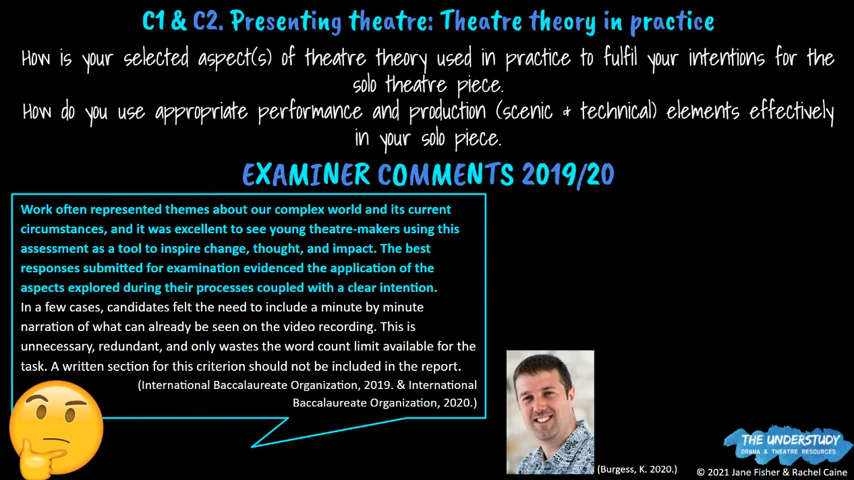 C1 & C2. Presenting theatre: Theatre theory in practice
How is your selected aspect(s) of theatre theory used in practice to fulfil your intentions for the
solo theatre piece.
How do you use appropriate performance and production (scenic & technical) elements effectively
in your solo piece.
EXAMINER COMMENTS 2019/20
Work often represented themes about our complex world and its current
circumstances, and it was excellent to see young theatre-makers using this
assessment as a tool to inspire change, thought, and impact. The best
responses submitted for examination evidenced the application of the
aspects explored during their processes coupled with a clear intention.
In a few cases, candidates felt the need to include a minute by minute
narration of what can already be seen on the video recording. This is
unnecessary, redundant, and only wastes the word count limit available for the
task. A written section for this criterion should not be included in the report.
(International Baccalaureate Organization, 2019. & International
Baccalaureate Organization, 2020.)
(Burgess, K. 2020.)
THE UNDERSTUDY
DRAMA & THEATRE RESOURCES
© 2021 Jane Fisher & Rachel Caine